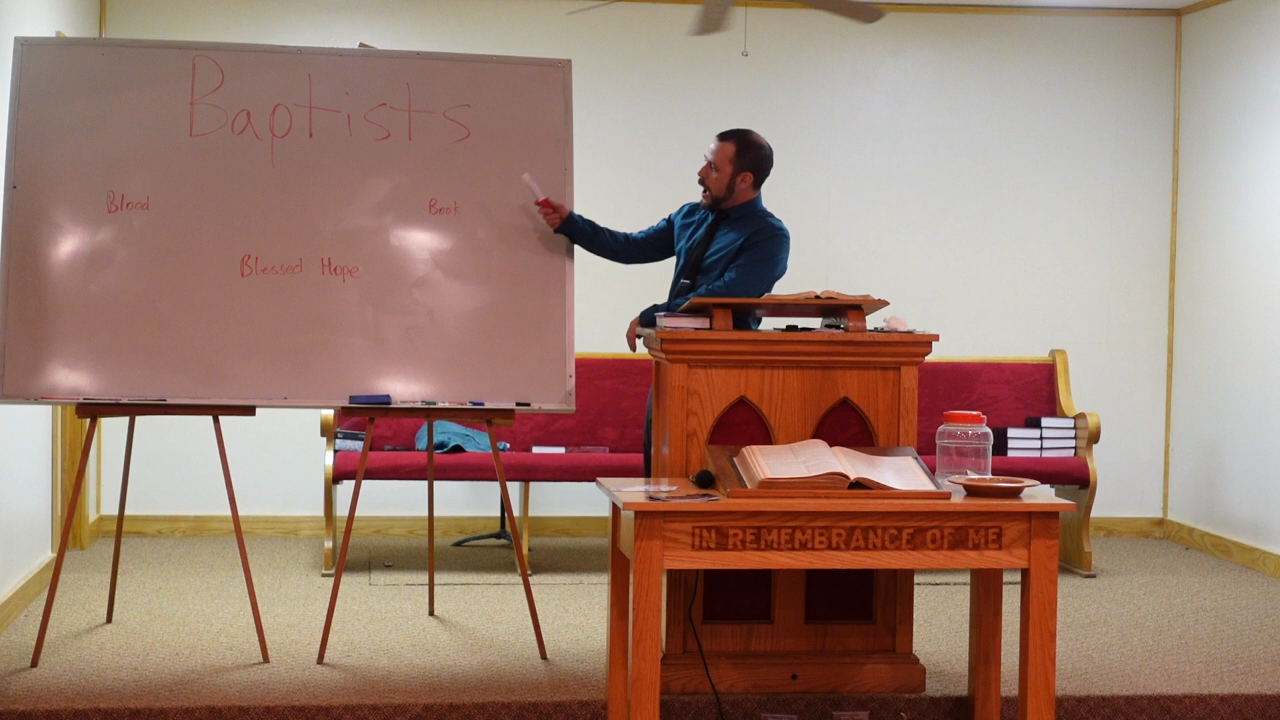 Baptists
Blood
Book
Blessed Hope
IN REMEMBRANCE OF ME